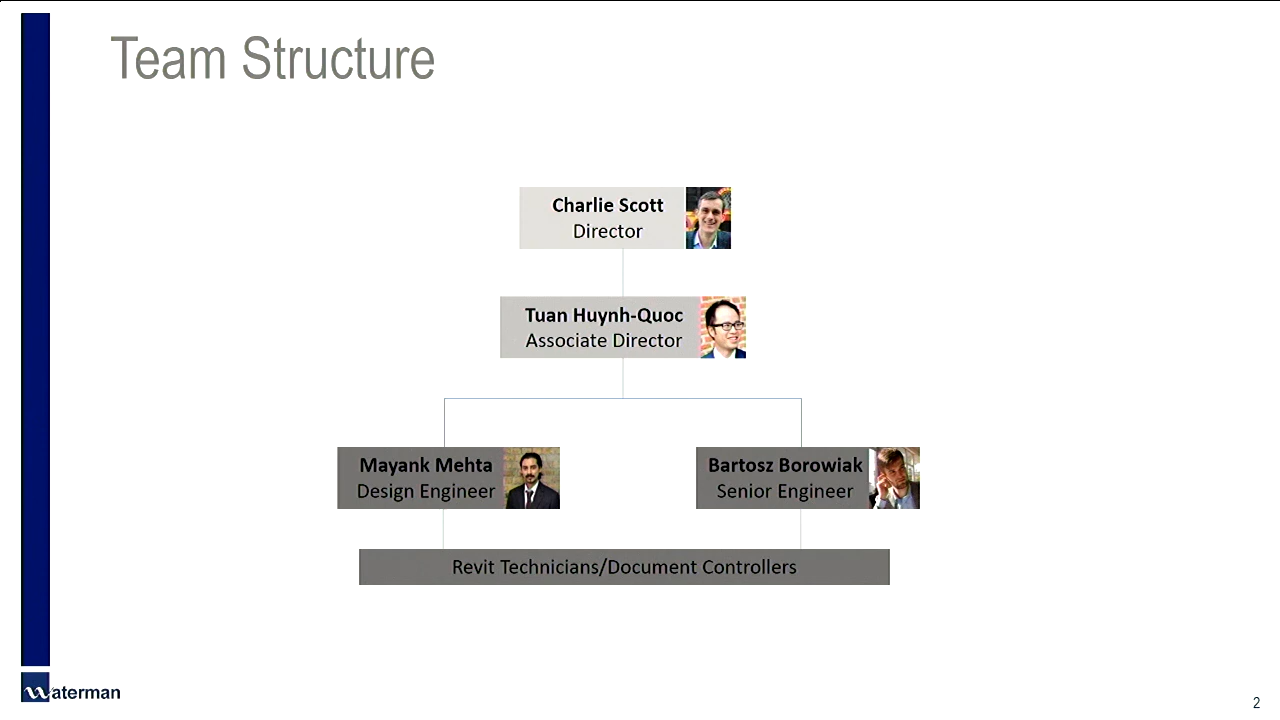 Team Structure
Charlie Scott
Director
Tuan Huynh-Quoc
Associate Director
Mayank Mehta
Design Engineer
Bartosz Borowiak
Senior Engineer
Revit Technicians/Document Controllers
Waterman
2